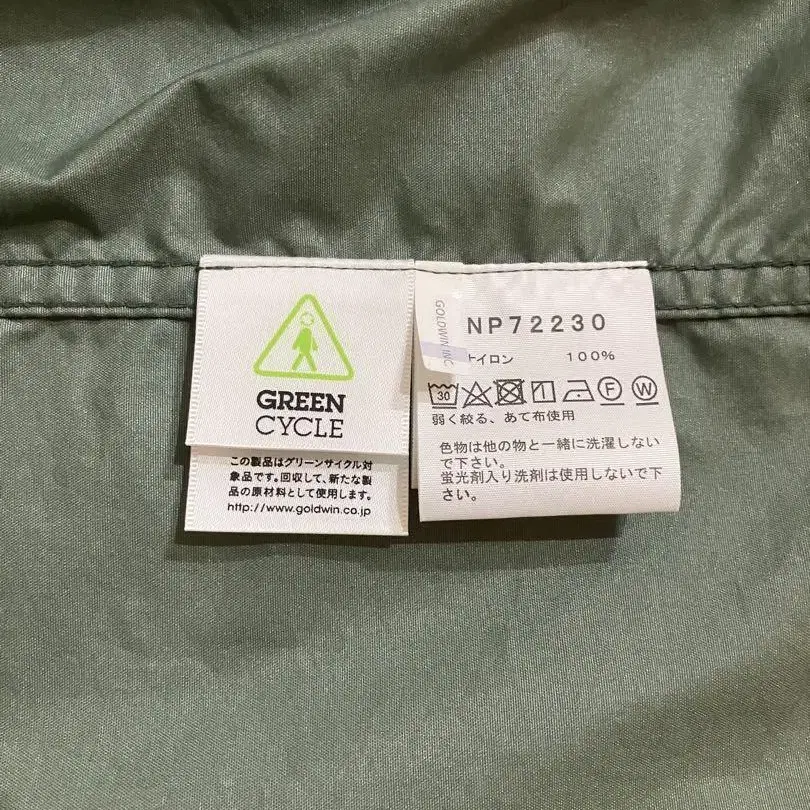 GREEN
CYCLE
この製品はグリーンサイクル対
象品です。回収して、新たな製
品の原材料として使用します。
http://www.goldwin.co.jp
GOLDWIN INC
NP72230
ナイロン 100%
30
F
W
弱く絞る、あて布使用
色物は他の物と一緒に洗濯しない
で下さい。
蛍光剤入り洗剤は使用しないで下
さい。